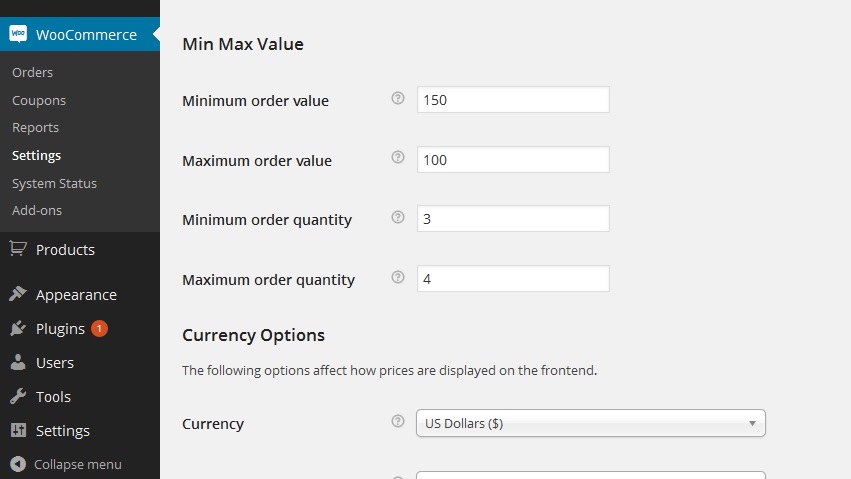 WooCommerce
Orders
Coupons
Reports
Settings
System Status
Add-ons
Products
Appearance
Plugins 1
Users
Tools
Settings
Collapse menu
Min Max Value
Minimum order value ? 150
Maximum order value ? 100
Minimum order quantity ? 3
Maximum order quantity ? 4
Currency Options
The following options affect how prices are displayed on the frontend.
Currency ? US Dollars ($)